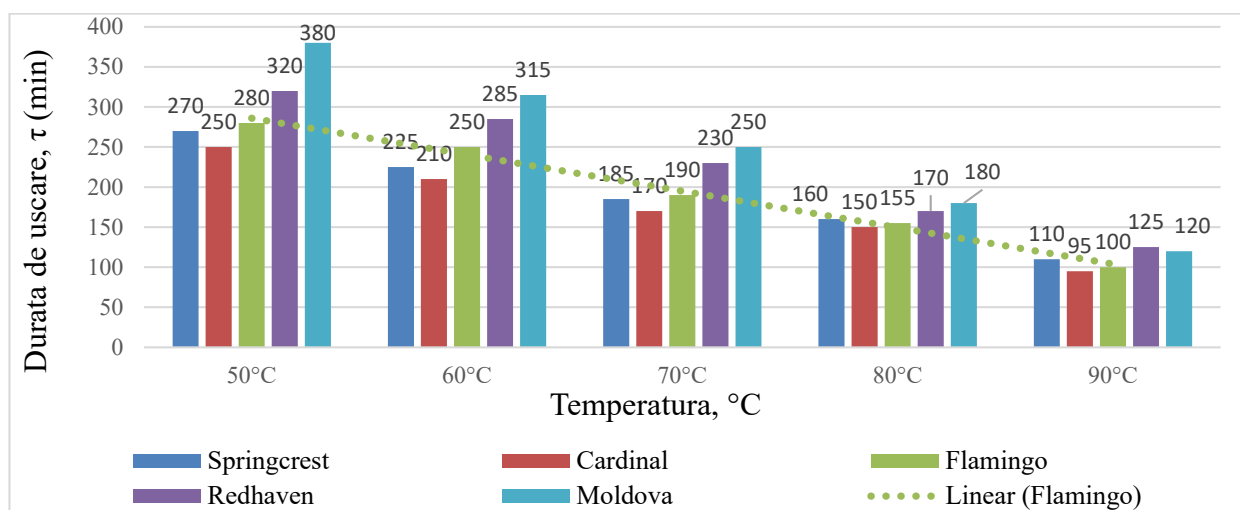 Durata de uscare, τ (min)
400
350
300
250
200
150
100
50
0
270 250 280 320 380
225 210 250 285 315
185 170 190 230 250
160 150 155 170 180
110 95 100 125 120
50°C 60°C 70°C 80°C 90°C
Temperatura, °C
Springcrest Cardinal Flamingo
Redhaven Moldova Linear (Flamingo)